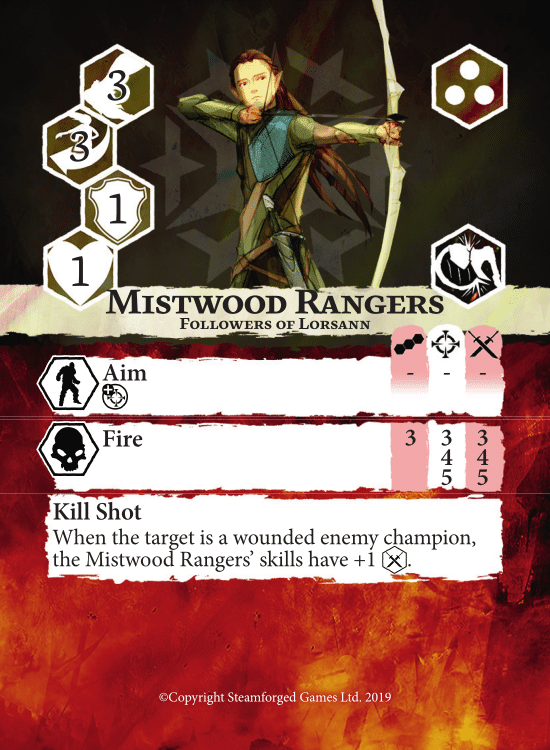 3
3
1
1
Mistwood Rangers
Followers of Lorsann
Aim
- - -
Fire
3 3 3
4 4
5 5
Kill Shot
When the target is a wounded enemy champion,
the Mistwood Rangers’ skills have +1 .
©Copyright Steamforged Games Ltd. 2019